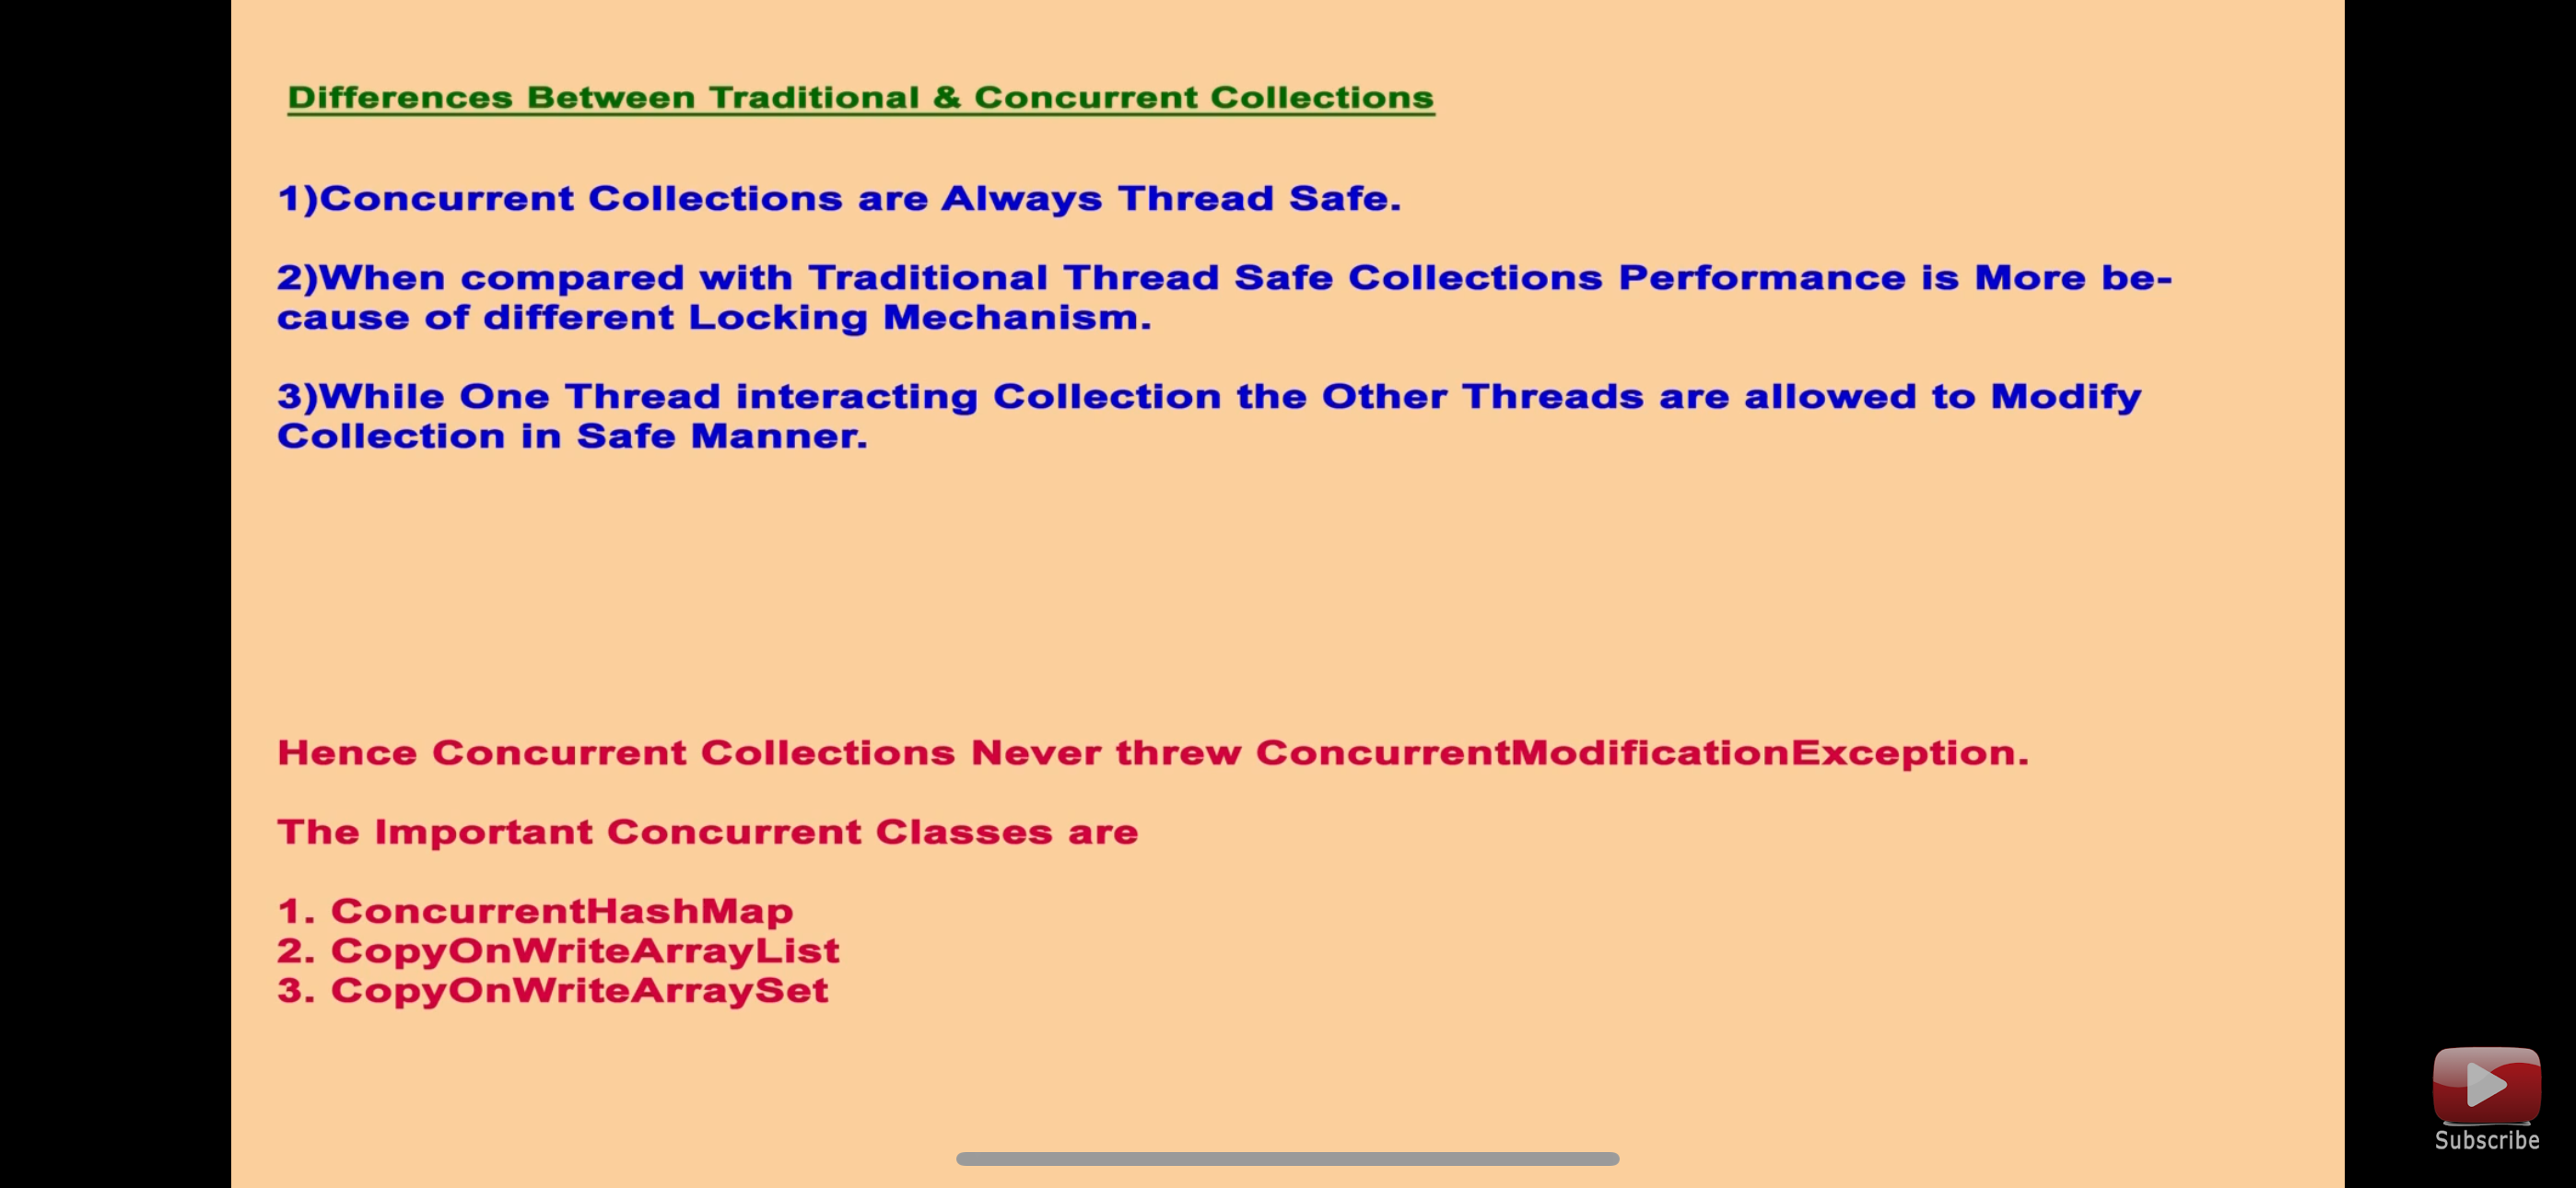 Differences Between Traditional & Concurrent Collections
1)Concurrent Collections are Always Thread Safe.
2)When compared with Traditional Thread Safe Collections Performance is More be-
cause of different Locking Mechanism.
3)While One Thread interacting Collection the Other Threads are allowed to Modify
Collection in Safe Manner.
Hence Concurrent Collections Never threw ConcurrentModificationException.
The Important Concurrent Classes are
1. ConcurrentHashMap
2. CopyOnWriteArrayList
3. CopyOnWriteArraySet
Subscribe